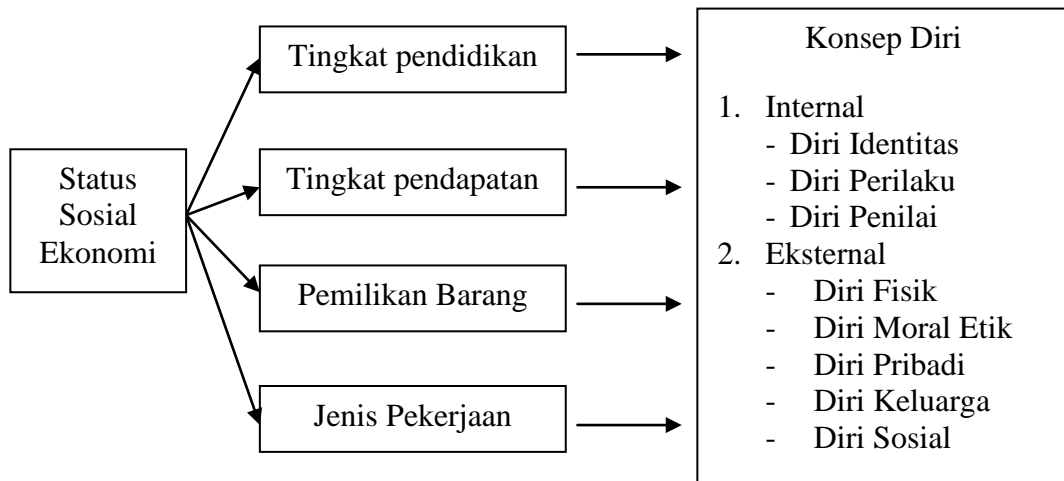 Status
Sosial
Ekonomi
Tingkat pendidikan
Tingkat pendapatan
Pemilikan Barang
Jenis Pekerjaan
Konsep Diri
1. Internal
- Diri Identitas
- Diri Perilaku
- Diri Penilai
2. Eksternal
- Diri Fisik
- Diri Moral Etik
- Diri Pribadi
- Diri Keluarga
- Diri Sosial